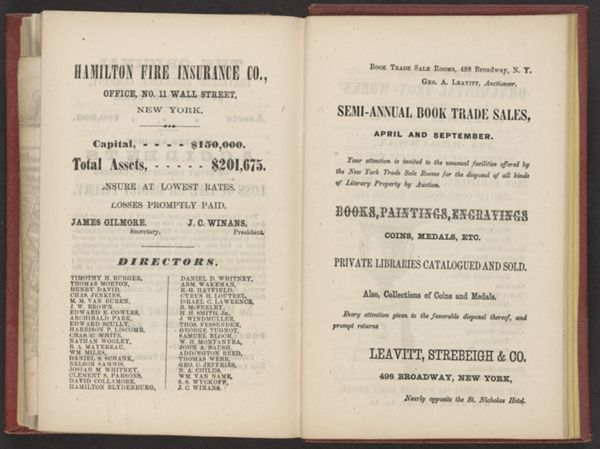 HAMILTON FIRE INSURANCE CO.,
OFFICE, NO. 11 WALL STREET,
NEW YORK.
Capital, - - - - $150,000.
Total Assets, - - - - - $201,675.
INSURE AT LOWEST RATES.
LOSSES PROMPTLY PAID.
JAMES GILMORE, J. C. WINANS,
Secretary. President.
DIRECTORS.
TIMOTHY H. BURGER,
THOMAS MORTON,
HENRY DAVID,
CHAS JENKINS,
M. M. VAN BUREN,
J. W. BROWN,
EDWARD E. COWLES,
ARCHIBALD PARK,
EDWARD SCULLY,
HARRISON P. LISCOMB,
CHAS. C. WHITE,
NATHAN WORLEY,
B. A. MATEREAU,
WM. MILES,
DANIEL S. SCHANK,
NELSON SAMMIS,
JOSIAH M. WHITNEY,
CLEMENT S. PARSONS,
DAVID COLLAMORE,
HAMILTON BLYDENBURG,
DANIEL D. WHITNEY,
ABM. WAKEMAN,
R. G. HATFIELD,
CYRUS H. LOUTREL,
ISRAEL C. LAWRENCE,
R. McFEELEY,
H. H. SMITH, Jr.,
J. WINDMULLER,
THOS. FESSENDEN,
GEORGE TUGNOT,
SAMUEL BLOCH,
W. H. MONTANYE,
JOHN A. RAUSH,
ADDINGTON REED,
THOMAS WEBB,
GEO. C. JEFFRIES,
N. A. CHILDS,
WM. VAN NAME,
S. S. WYCKOFF,
J. C. WINANS.
BOOK TRADE SALE ROOMS, 498 Broadway, N. Y.
GEO. A. LEAVITT, Auctioneer.
SEMI-ANNUAL BOOK TRADE SALES,
APRIL AND SEPTEMBER.
Your attention is invited to the unusual facilities offered by
the New York Trade Sale Rooms for the disposal of all kinds
of Literary Property by Auction.
BOOKS, PAINTINGS, ENGRAVINGS
COINS, MEDALS, ETC.
PRIVATE LIBRARIES CATALOGUED AND SOLD.
Also, Collections of Coins and Medals.
Every attention given to the favorable disposal thereof, and
prompt returns
LEAVITT, STREBEIGH & CO.
498 BROADWAY, NEW YORK,
Nearly opposite the St. Nicholas Hotel.